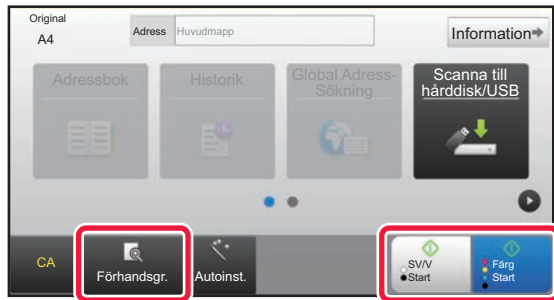 Original
A4
Adress
Huvudmapp
Information
Adressbok
Historik
Global Adress-
Sökning
Scanna till
hårddisk/USB
CA
Förhandsgr.
Autoinst.
SV/V
Start
Färg
Start